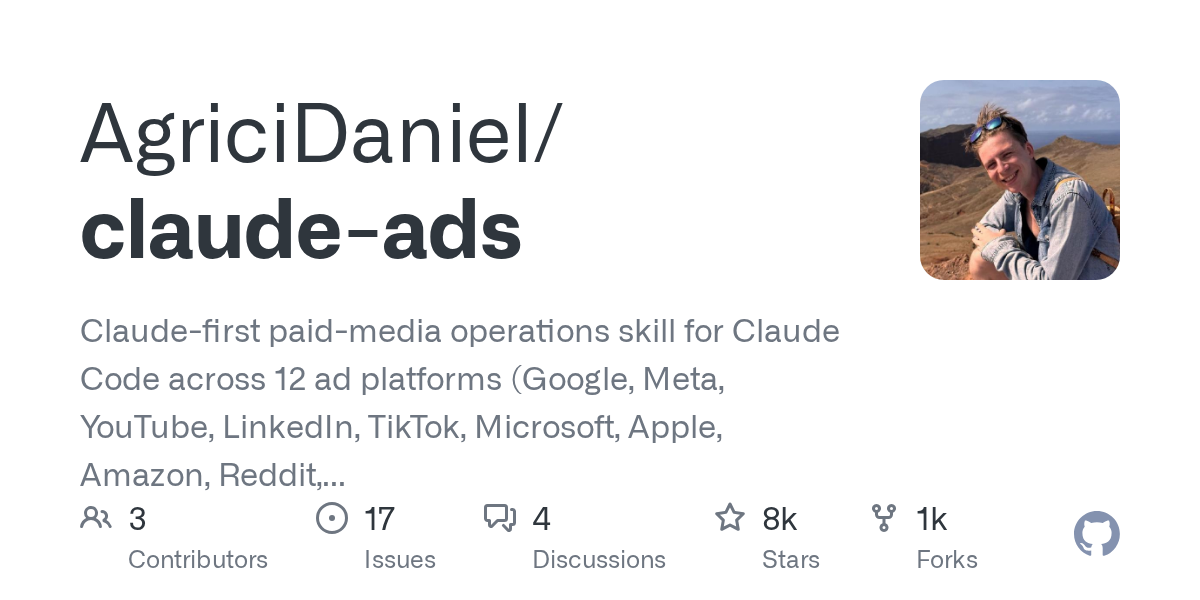 AgriciDaniel/
claude-ads
Claude-first paid-media operations skill for Claude
Code across 12 ad platforms (Google, Meta,
YouTube, LinkedIn, TikTok, Microsoft, Apple,
Amazon, Reddit,...
3
Contributors
17
Issues
4
Discussions
8k
Stars
1k
Forks